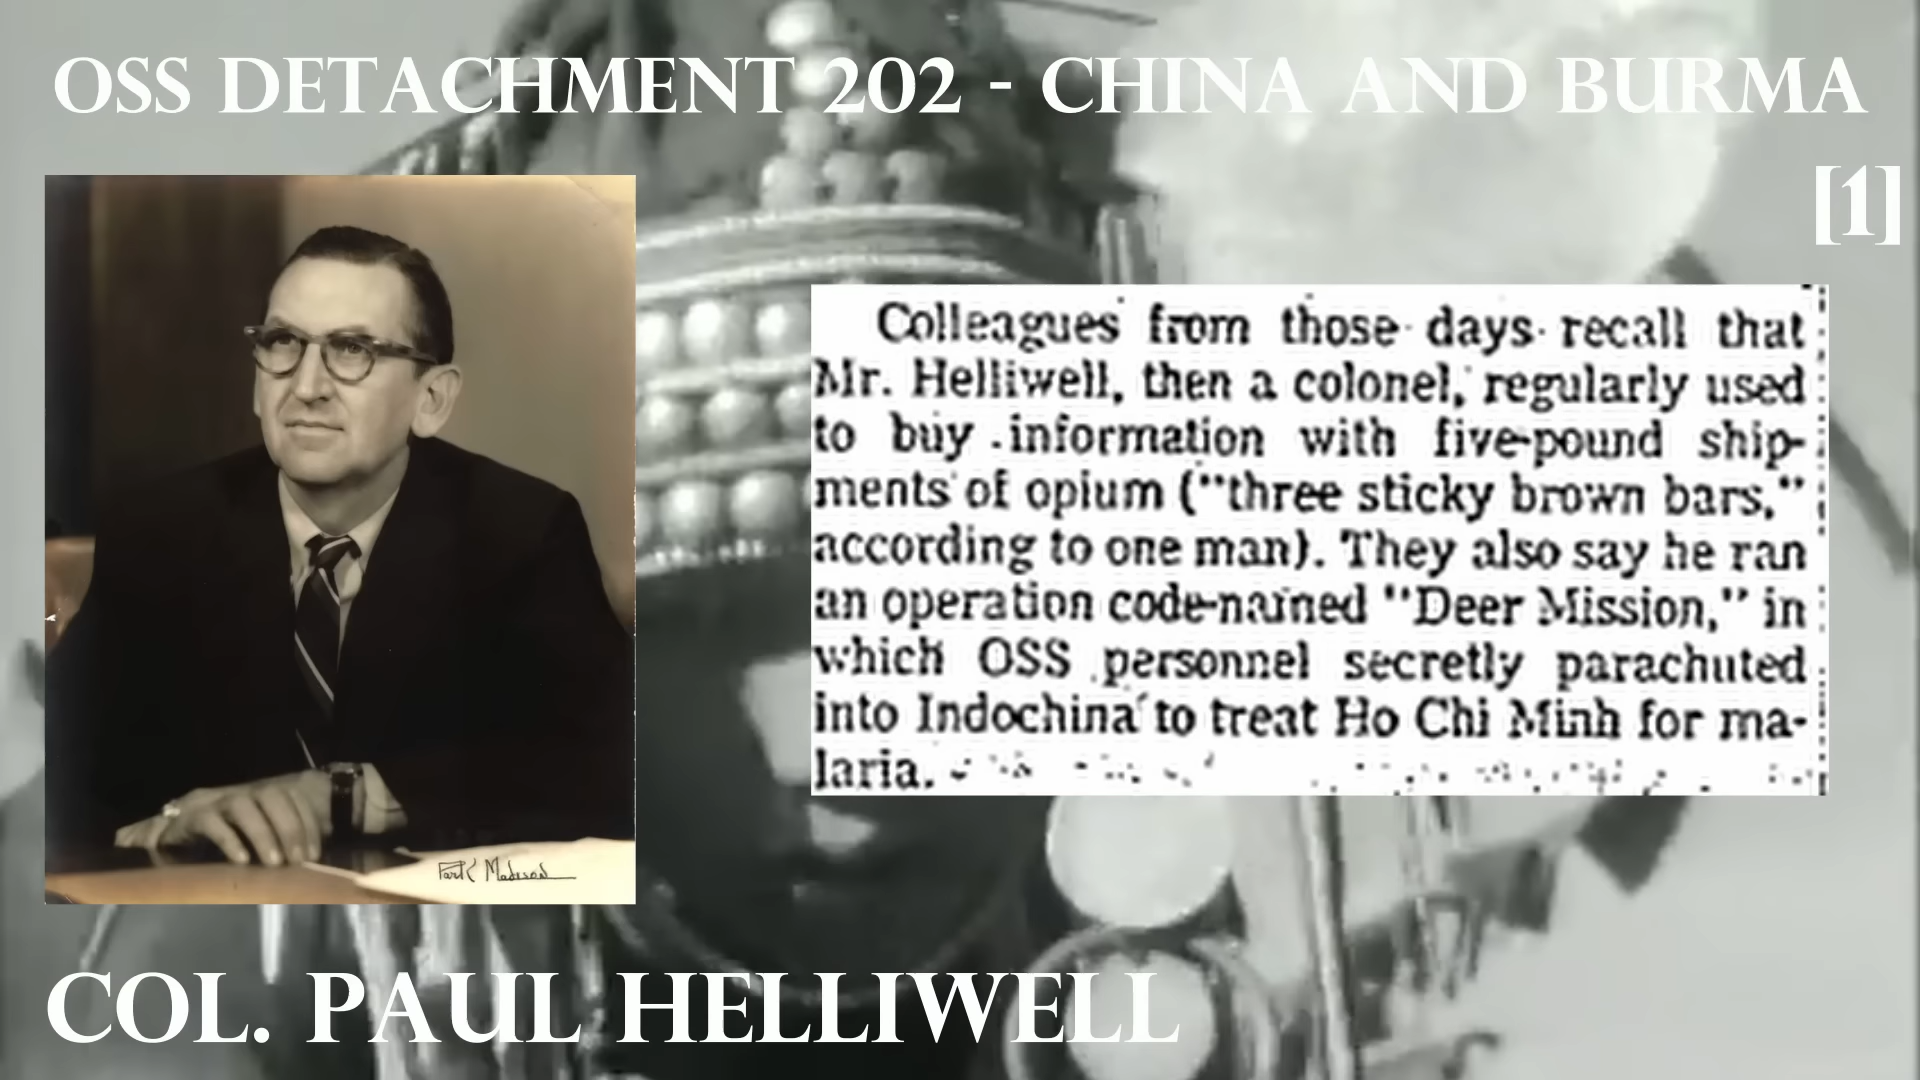 OSS DETACHMENT 202 - CHINA AND BURMA
[1]
Colleagues from those days recall that
Mr. Helliwell, then a colonel, regularly used
to buy information with five-pound ship-
ments of opium ("three sticky brown bars,"
according to one man). They also say he ran
an operation code-named "Deer Mission," in
which OSS personnel secretly parachuted
into Indochina to treat Ho Chi Minh for ma-
laria.
Madison
COL. PAUL HELLIWELL